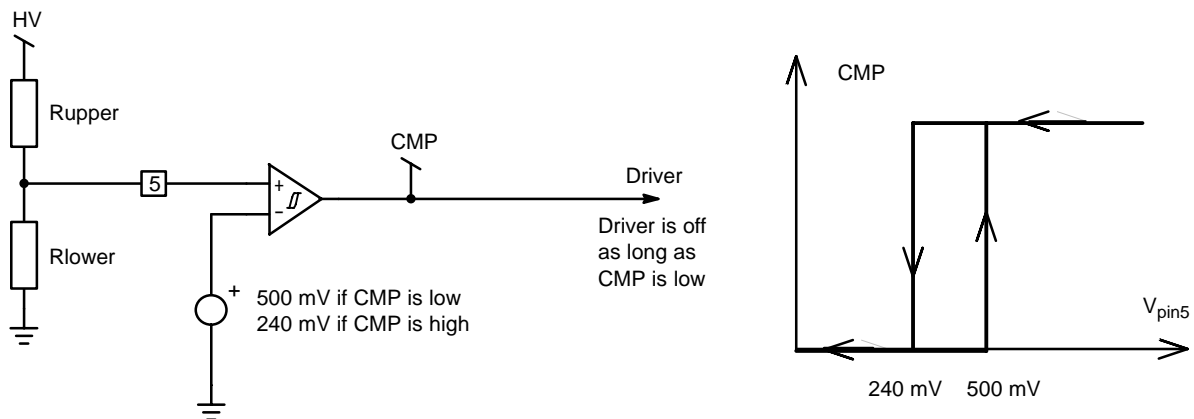 HV
Rupper
5
Rlower
+
−
+
500 mV if CMP is low
240 mV if CMP is high
CMP
Driver
Driver is off
as long as
CMP is low
CMP
Vpin5
240 mV
500 mV